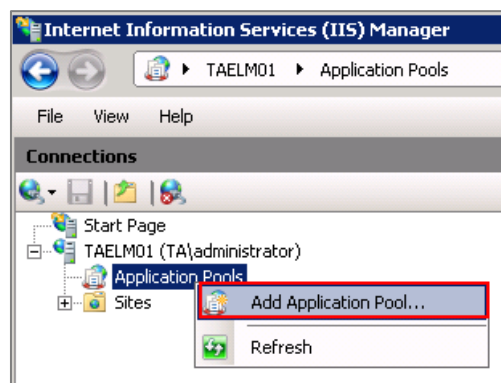 Internet Information Services (IIS) Manager
TAELM01 Application Pools
File View Help
Connections
Start Page
TAELM01 (TA\administrator)
Application Pools
Sites
Add Application Pool...
Refresh